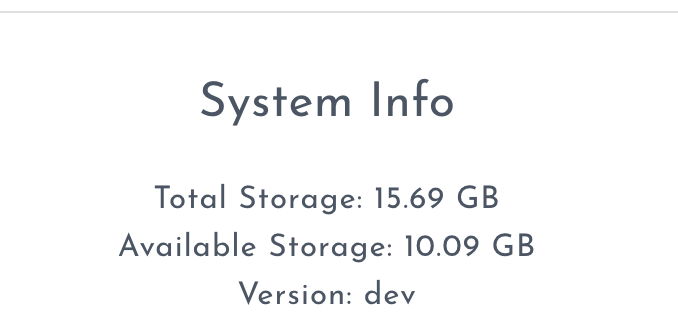 System Info
Total Storage: 15.69 GB
Available Storage: 10.09 GB
Version: dev